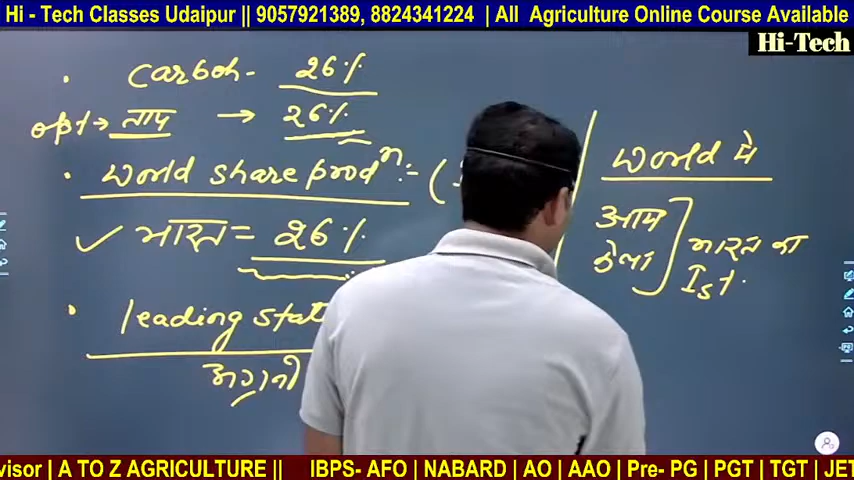 Hi - Tech Classes Udaipur || 9057921389, 8824341224 | All Agriculture Online Course Available
Hi-Tech
• Carboh- 26%
opt → ताप → 26%
• World share prodⁿ :- (
✓ भारत = 26%
• leading stat
अग्रणी
World मे
आम
केला
भारत का
Ist.
visor | A TO Z AGRICULTURE || IBPS- AFO | NABARD | AO | AAO | Pre- PG | PGT | TGT | JET